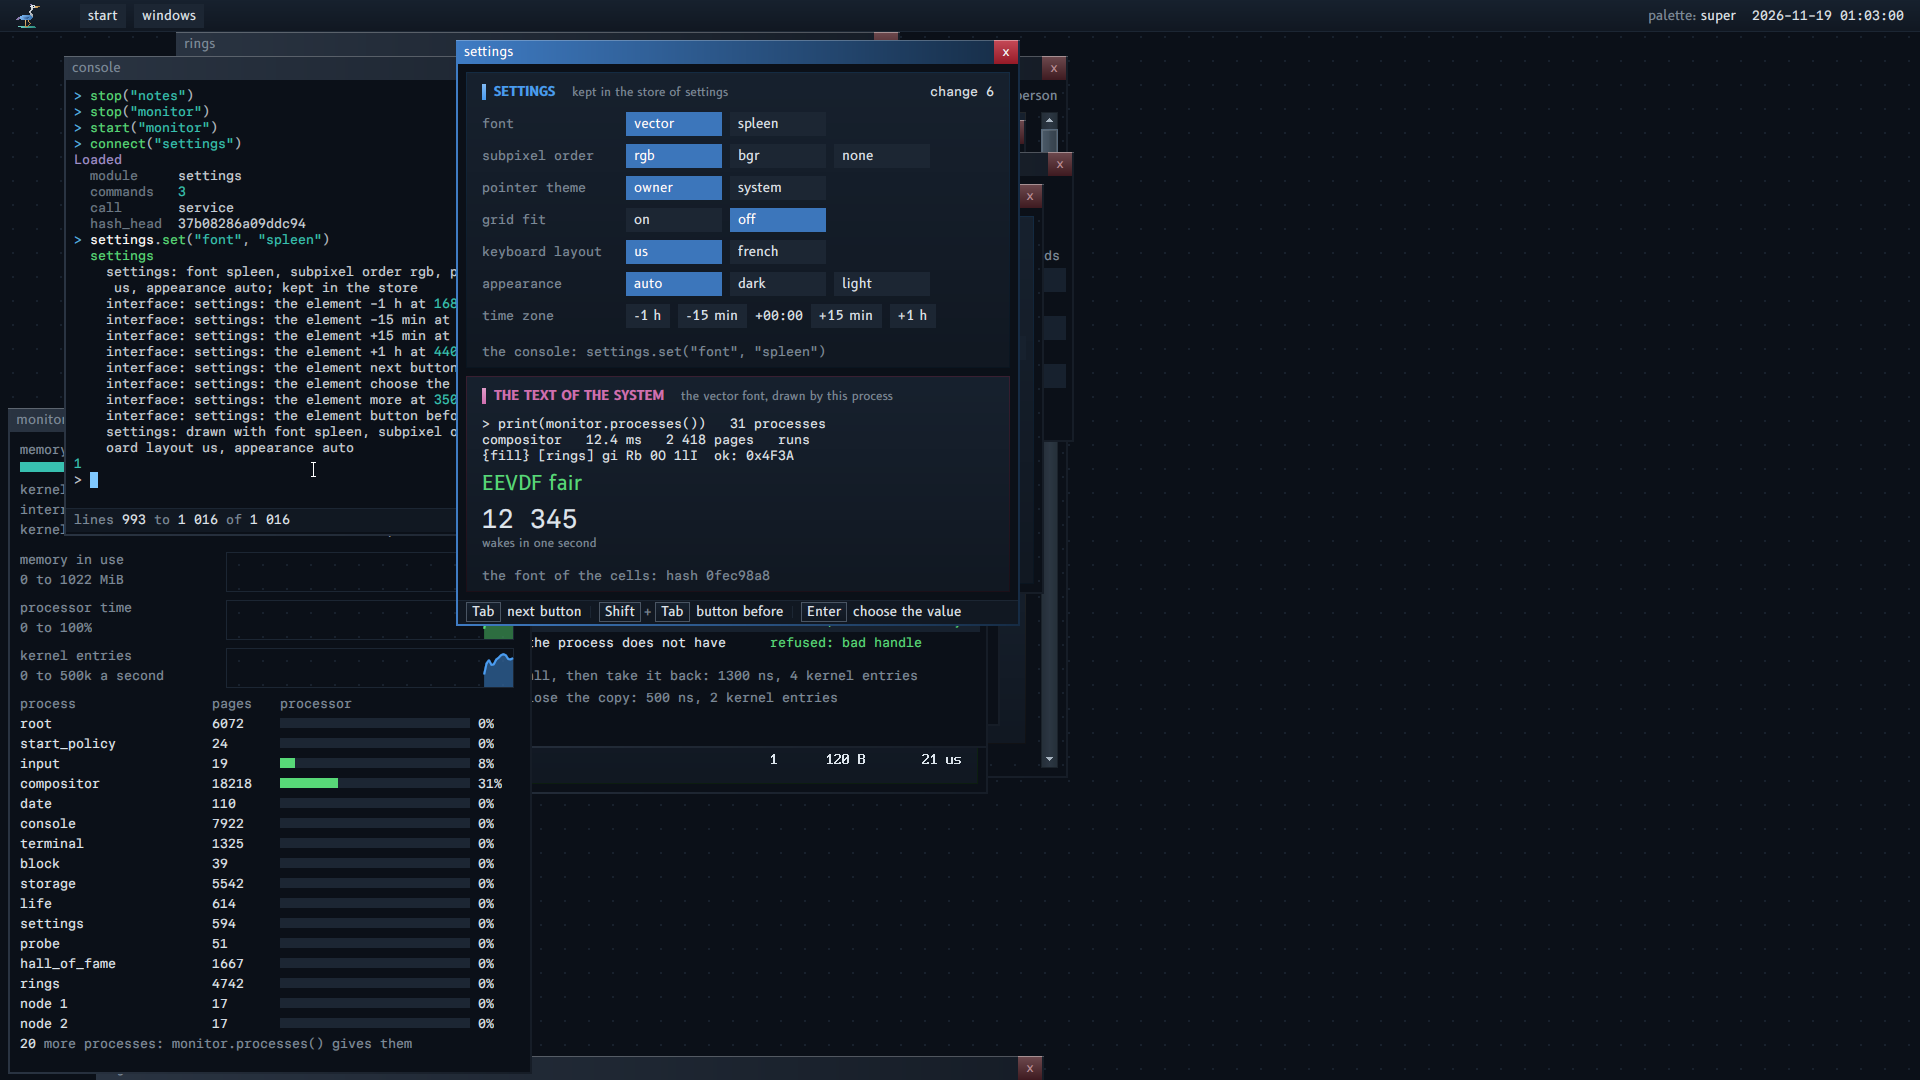 start windows palette: super 2026-11-19 01:03:00
rings
console
> stop("notes")
> stop("monitor")
> start("monitor")
> connect("settings")
Loaded
module settings
commands 3
call service
hash_head 37b08286a09ddc94
> settings.set("font", "spleen")
settings
settings: font spleen, subpixel order rgb, p
us, appearance auto; kept in the store
interface: settings: the element -1 h at 168
interface: settings: the element -15 min at
interface: settings: the element +15 min at
interface: settings: the element +1 h at 440
interface: settings: the element next button
interface: settings: the element choose the
interface: settings: the element more at 350
interface: settings: the element button befo
settings: drawn with font spleen, subpixel o
oard layout us, appearance auto
1
>
lines 993 to 1 016 of 1 016
settings x
SETTINGS kept in the store of settings change 6
font vector spleen
subpixel order rgb bgr none
pointer theme owner system
grid fit on off
keyboard layout us french
appearance auto dark light
time zone -1 h -15 min +00:00 +15 min +1 h
the console: settings.set("font", "spleen")
THE TEXT OF THE SYSTEM the vector font, drawn by this process
> print(monitor.processes()) 31 processes
compositor 12.4 ms 2 418 pages runs
{fill} [rings] gi Rb 0O 1lI ok: 0x4F3A
EEVDF fair
12 345
wakes in one second
the font of the cells: hash 0fec98a8
Tab next button Shift + Tab button before Enter choose the value
x
erson
x
x
ds
the process does not have refused: bad handle
all, then take it back: 1300 ns, 4 kernel entries
lose the copy: 500 ns, 2 kernel entries
1 120 B 21 us
monitor
memory
kernel
inter
kernel
memory in use
0 to 1022 MiB
processor time
0 to 100%
kernel entries
0 to 500k a second
process pages processor
root 6072 0%
start_policy 24 0%
input 19 8%
compositor 18218 31%
date 110 0%
console 7922 0%
terminal 1325 0%
block 39 0%
storage 5542 0%
life 614 0%
settings 594 0%
probe 51 0%
hall_of_fame 1667 0%
rings 4742 0%
node 1 17 0%
node 2 17 0%
20 more processes: monitor.processes() gives them
x